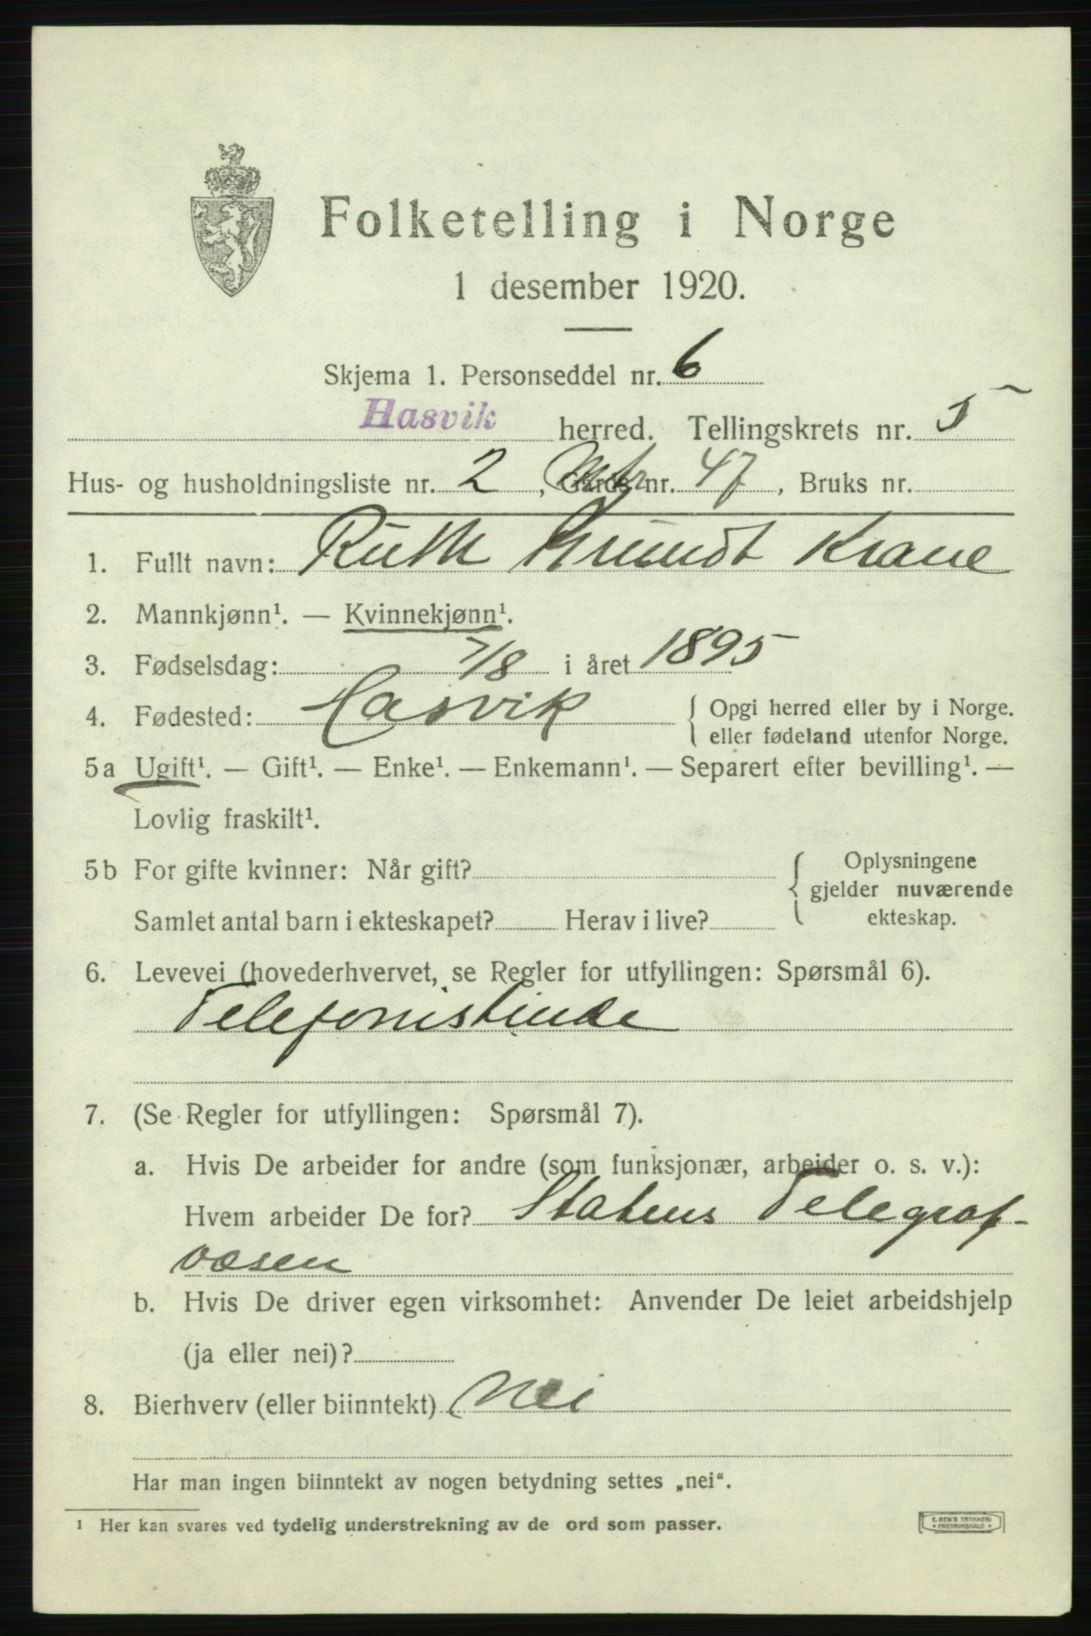 Folketelling i Norge
1 desember 1920.
Skjema 1. Personseddel nr. 6
Hasvik herred. Tellingskrets nr. 5
Hus- og husholdningsliste nr. 2, Mtr nr. 47, Bruks nr.
1. Fullt navn: Ruth Grundt Krane
2. Mannkjønn¹. — Kvinnekjønn¹.
3. Fødselsdag: 7/8 i året 1895
4. Fødested: Hasvik { Opgi herred eller by i Norge.
eller fødeland utenfor Norge.
5a Ugift¹. — Gift¹. — Enke¹. — Enkemann¹. — Separert efter bevilling¹. —
Lovlig fraskilt¹.
5b For gifte kvinner: Når gift? { Oplysningene
gjelder nuværende
Samlet antal barn i ekteskapet? Herav i live? ekteskap.
6. Levevei (hovederhvervet, se Regler for utfyllingen: Spørsmål 6).
Telefonistinde
7. (Se Regler for utfyllingen: Spørsmål 7).
a. Hvis De arbeider for andre (som funksjonær, arbeider o. s. v.):
Hvem arbeider De for? Statens Telegraf-
væsen
b. Hvis De driver egen virksomhet: Anvender De leiet arbeidshjelp
(ja eller nei)?
8. Bierhverv (eller biinntekt) Nei
Har man ingen biinntekt av nogen betydning settes „nei“.
¹ Her kan svares ved tydelig understrekning av de ord som passer.